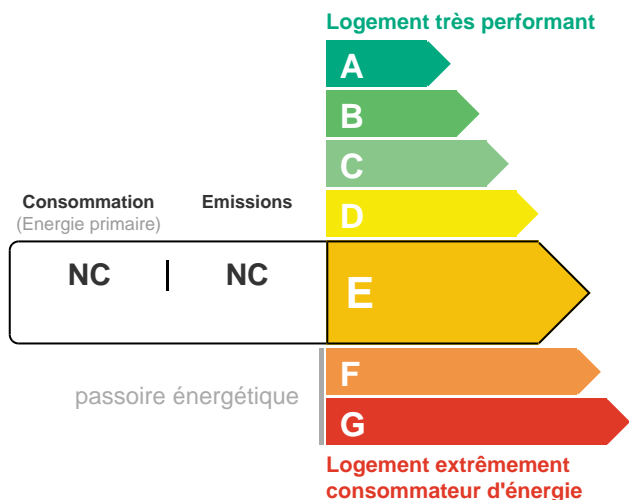 Logement très performant
A
B
C
Consommation Emissions
(Energie primaire)
D
NC | NC
E
F
passoire énergétique
G
Logement extrêmement
consommateur d'énergie